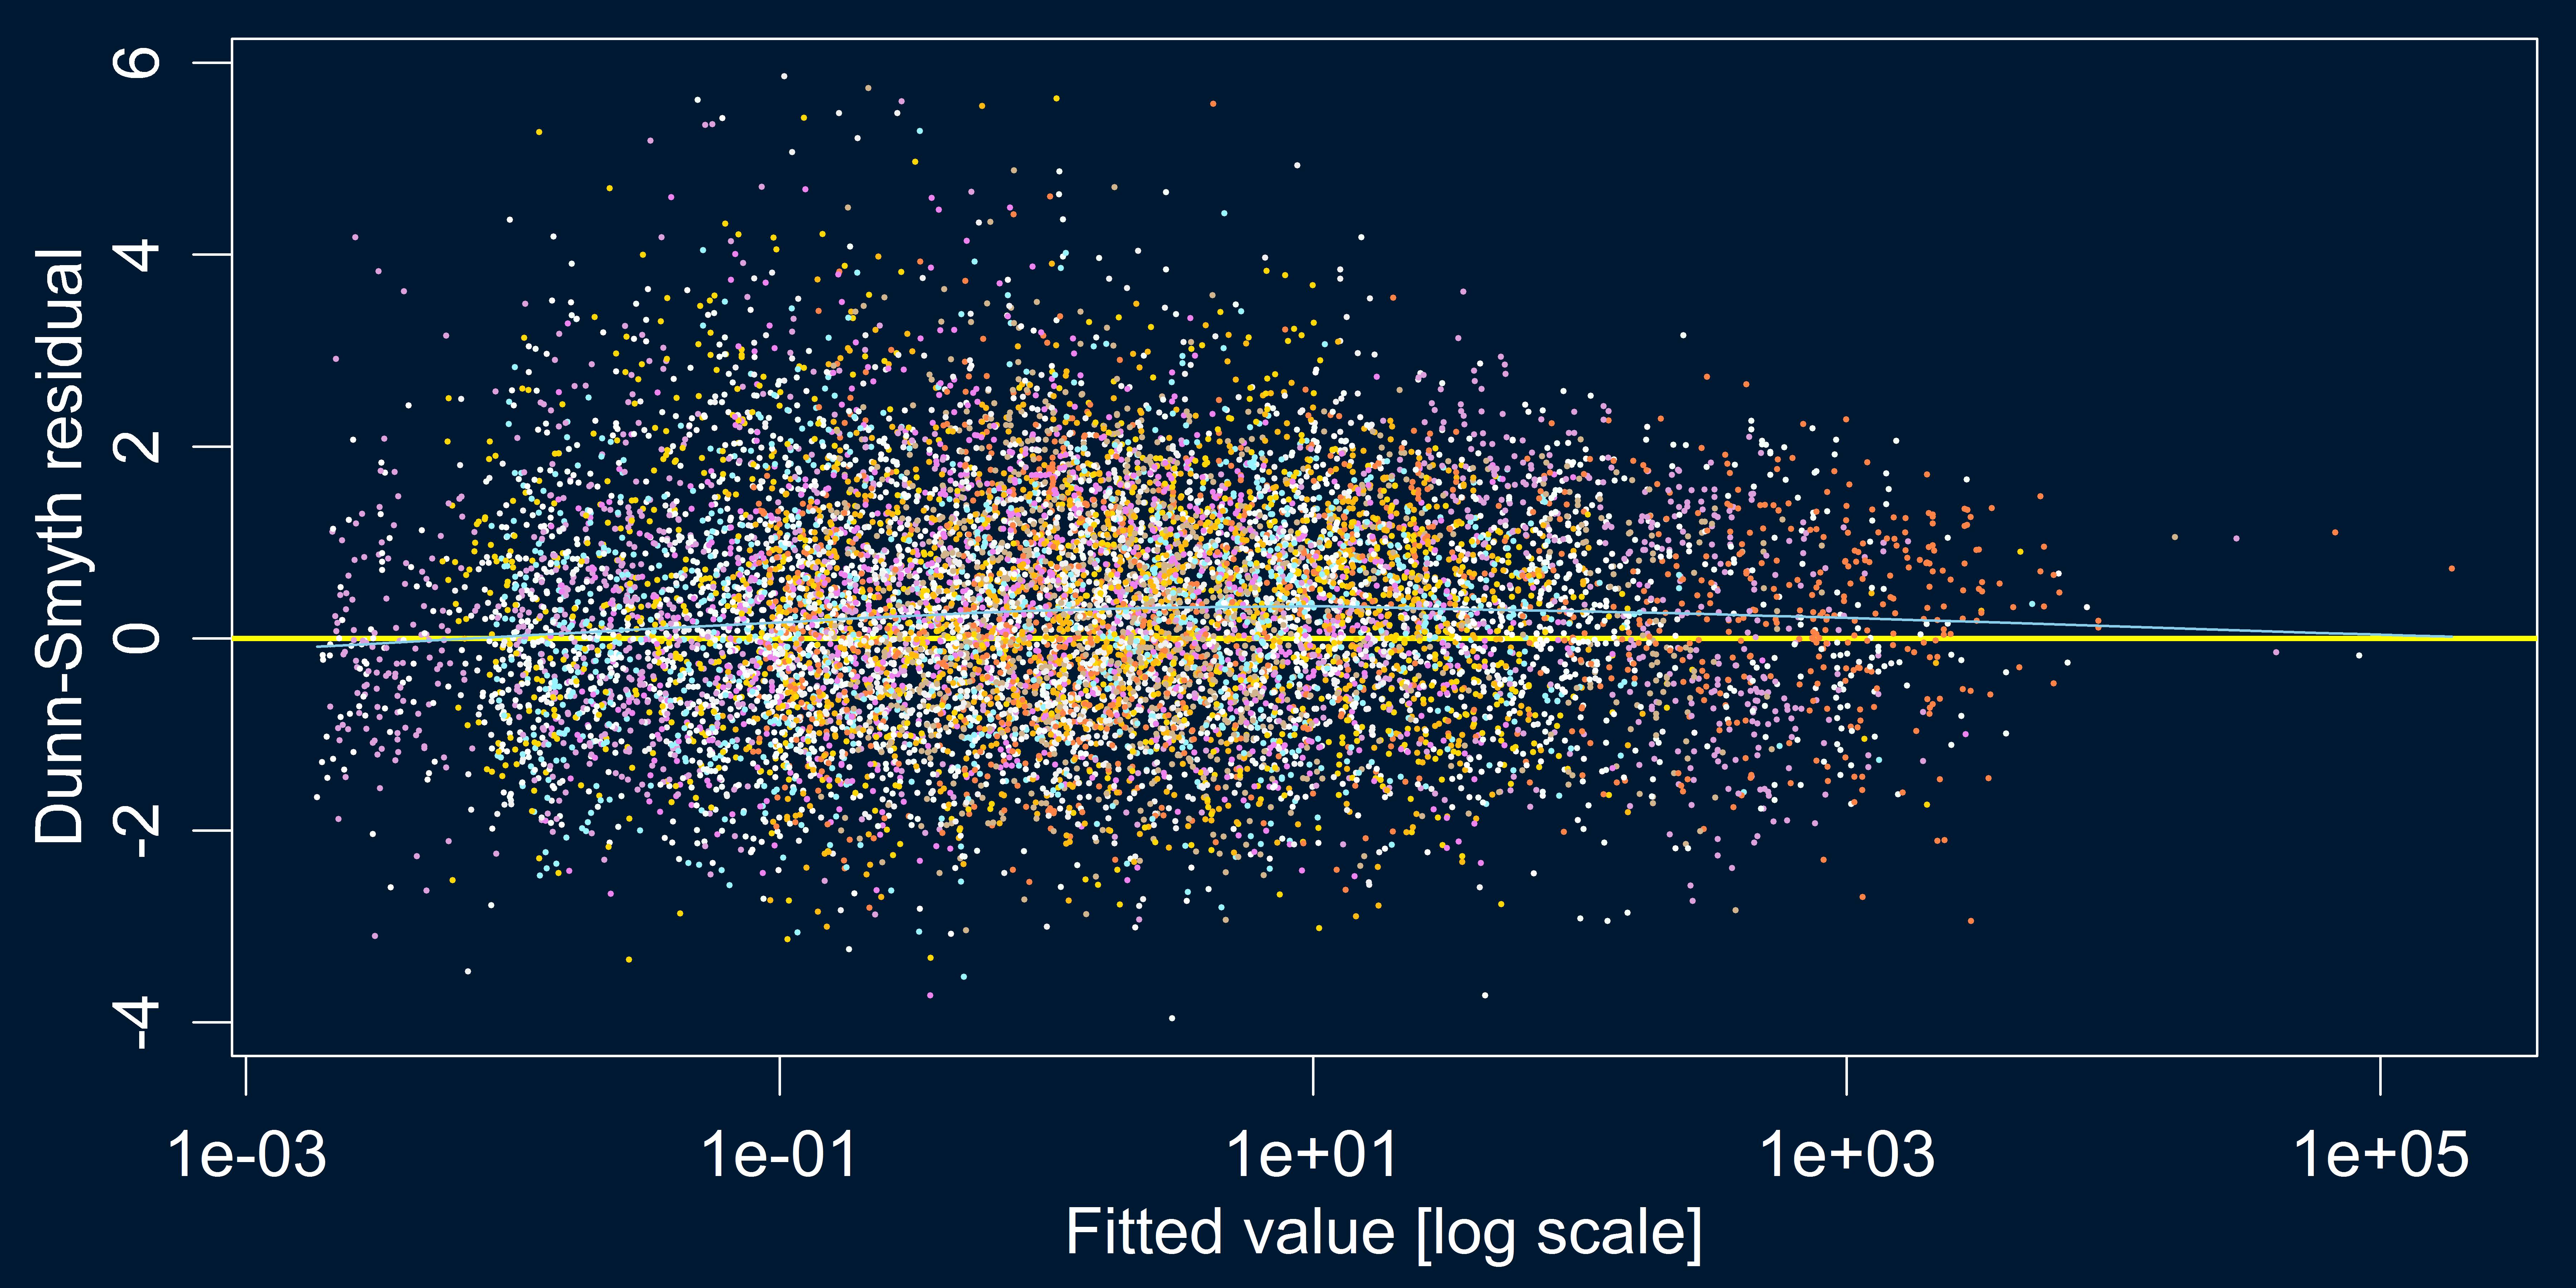 Dunn-Smyth residual
6
4
2
0
-2
-4
1e-03
1e-01
1e+01
1e+03
1e+05
Fitted value [log scale]